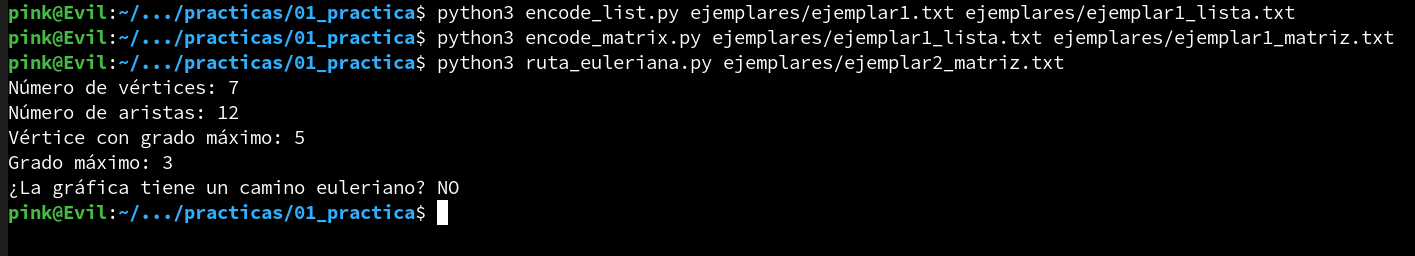 pink@Evil:~/.../practicas/01_practica$ python3 encode_list.py ejemplares/ejemplar1.txt ejemplares/ejemplar1_lista.txt
pink@Evil:~/.../practicas/01_practica$ python3 encode_matrix.py ejemplares/ejemplar1_lista.txt ejemplares/ejemplar1_matriz.txt
pink@Evil:~/.../practicas/01_practica$ python3 ruta_euleriana.py ejemplares/ejemplar2_matriz.txt
Número de vértices: 7
Número de aristas: 12
Vértice con grado máximo: 5
Grado máximo: 3
¿La gráfica tiene un camino euleriano? NO
pink@Evil:~/.../practicas/01_practica$